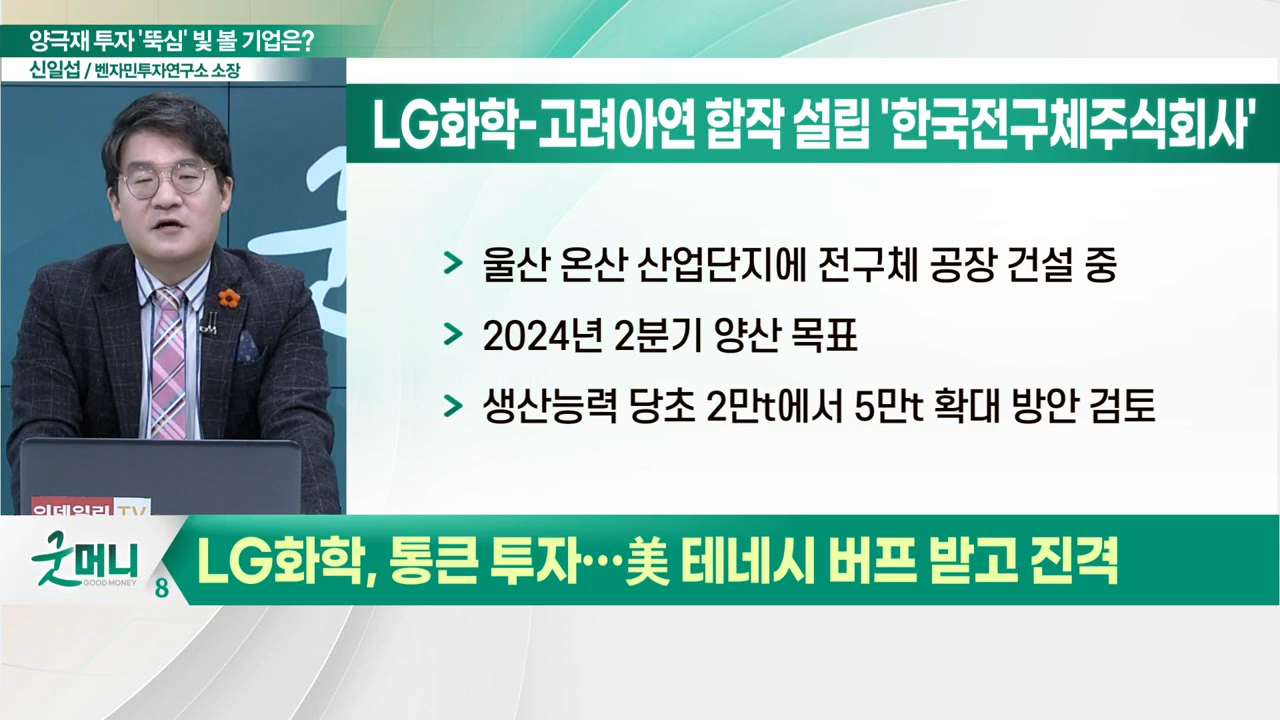 양극재 투자 '뚝심' 빛 볼 기업은?
신일섭 / 벤자민투자연구소 소장
LG화학-고려아연 합작 설립 '한국전구체주식회사'
> 울산 온산 산업단지에 전구체 공장 건설 중
> 2024년 2분기 양산 목표
> 생산능력 당초 2만t에서 5만t 확대 방안 검토
이데일리 TV
굿머니
GOOD MONEY
8
LG화학, 통큰 투자…美 테네시 버프 받고 진격